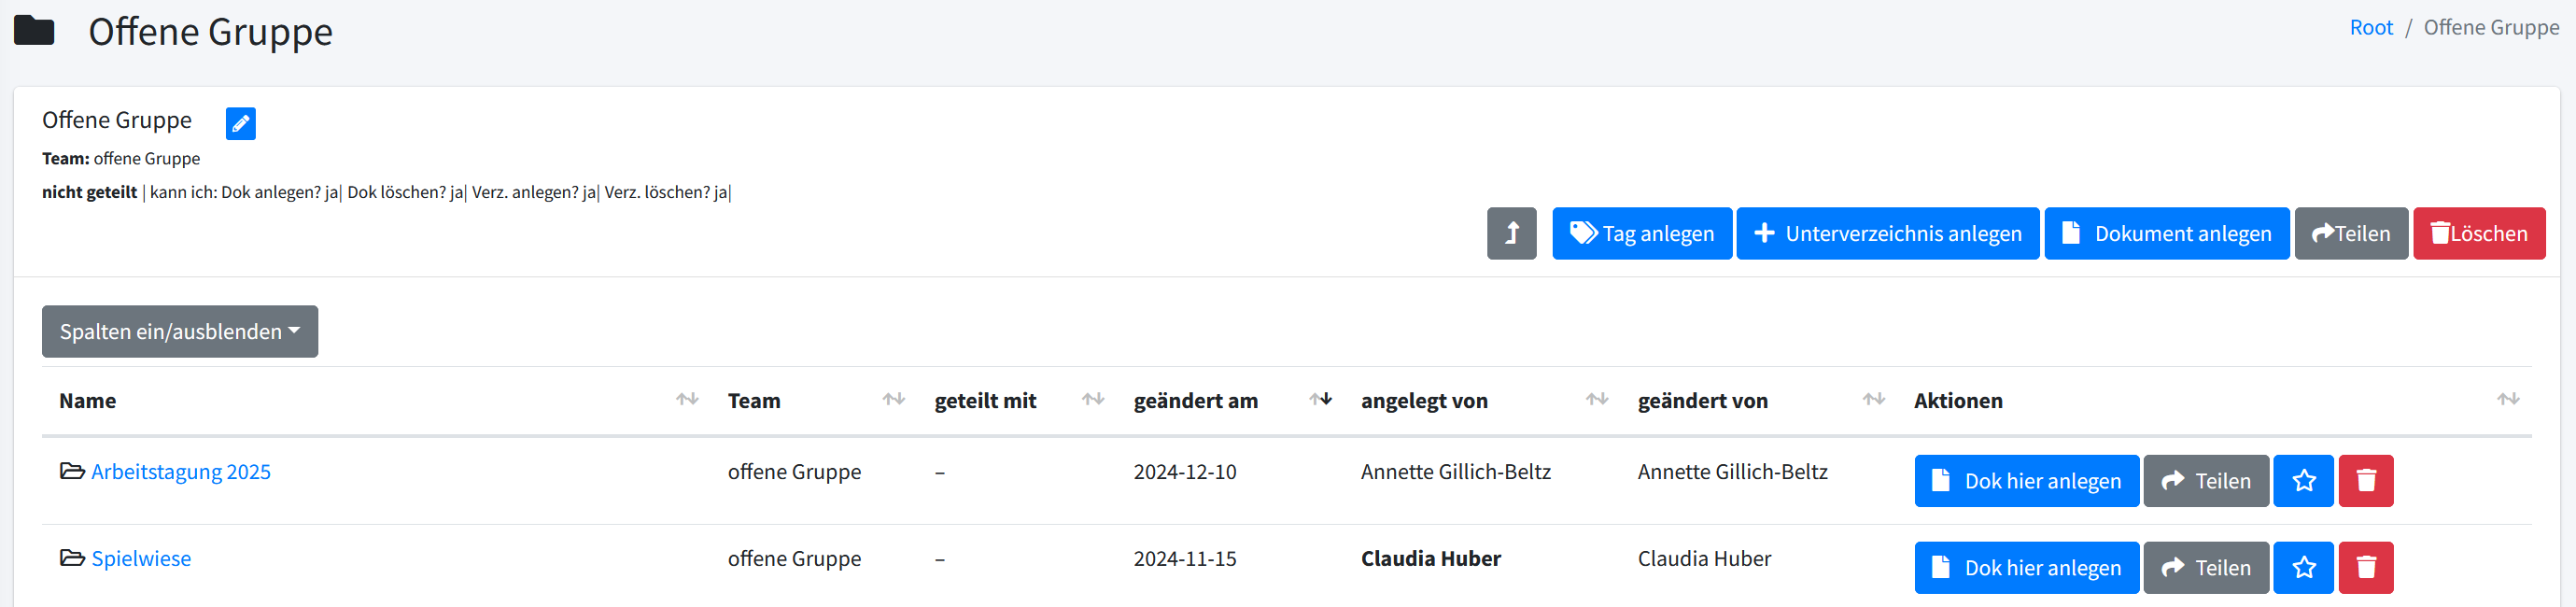 Offene Gruppe
Root / Offene Gruppe
Offene Gruppe
Team: offene Gruppe
nicht geteilt | kann ich: Dok anlegen? ja| Dok löschen? ja| Verz. anlegen? ja| Verz. löschen? ja|
Tag anlegen Unterverzeichnis anlegen Dokument anlegen Teilen Löschen
Spalten ein/ausblenden
Name Team geteilt mit geändert am angelegt von geändert von Aktionen
Arbeitstagung 2025 offene Gruppe – 2024-12-10 Annette Gillich-Beltz Annette Gillich-Beltz Dok hier anlegen Teilen
Spielwiese offene Gruppe – 2024-11-15 Claudia Huber Claudia Huber Dok hier anlegen Teilen